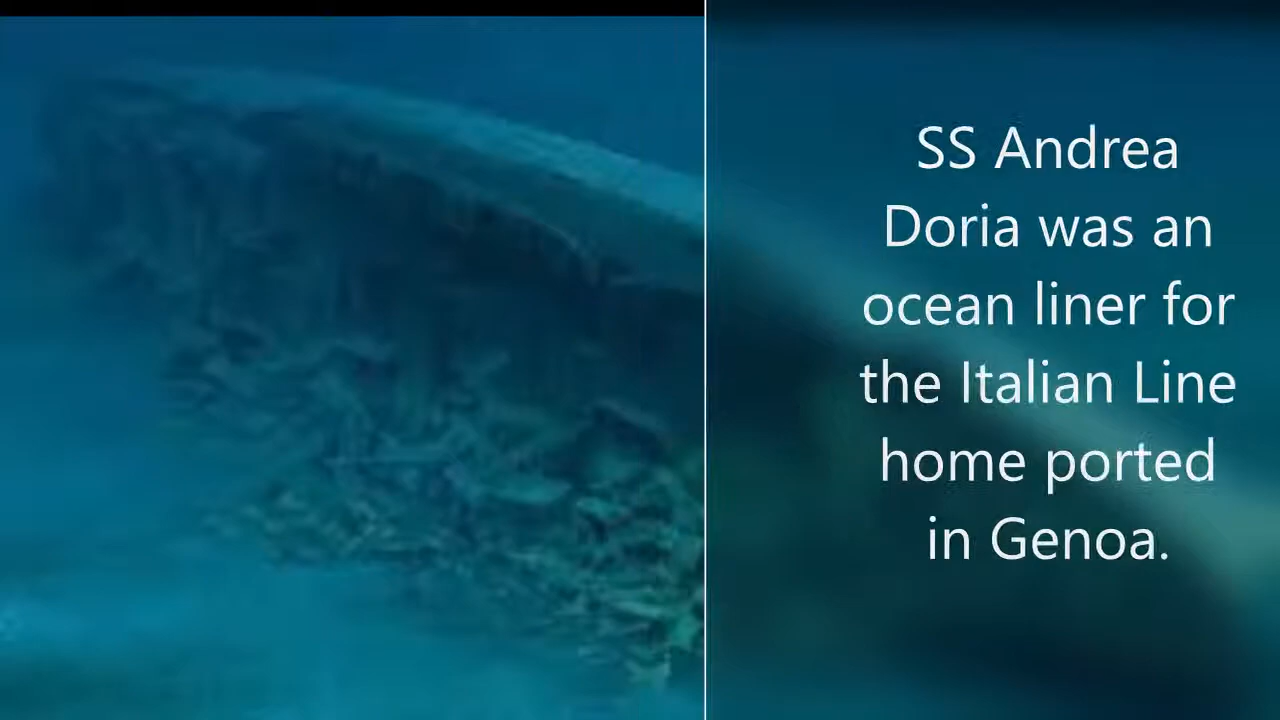 SS Andrea
Doria was an
ocean liner for
the Italian Line
home ported
in Genoa.